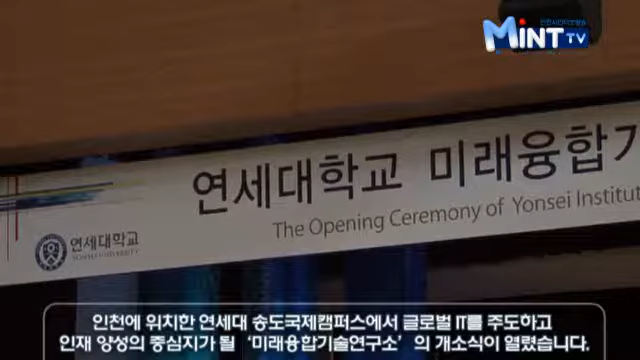 MINT TV
연세대학교 미래융합기
The Opening Ceremony of Yonsei Institut
연세대학교
YONSEI UNIVERSITY
인천에 위치한 연세대 송도국제캠퍼스에서 글로벌 IT를 주도하고
인재 양성의 중심지가 될 ‘미래융합기술연구소’의 개소식이 열렸습니다.